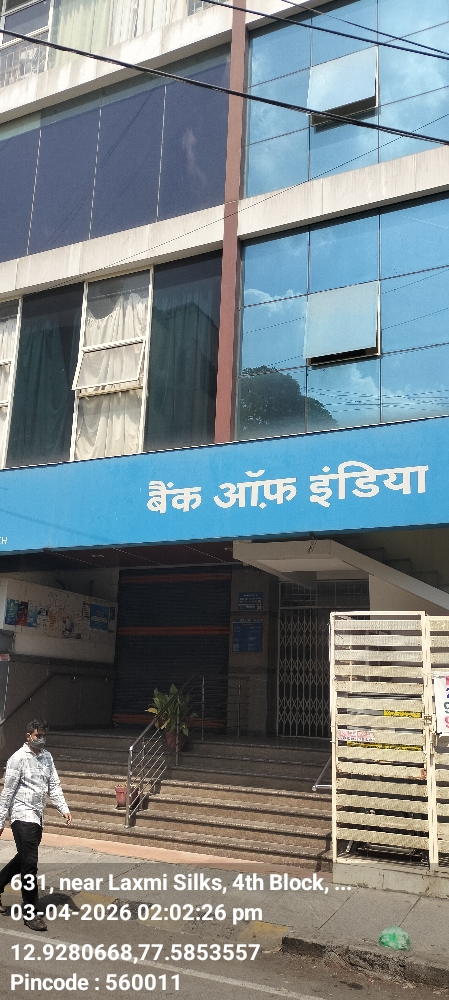 बैंक ऑफ़ इंडिया
631, near Laxmi Silks, 4th Block, ...
03-04-2026 02:02:26 pm
12.9280668,77.5853557
Pincode : 560011